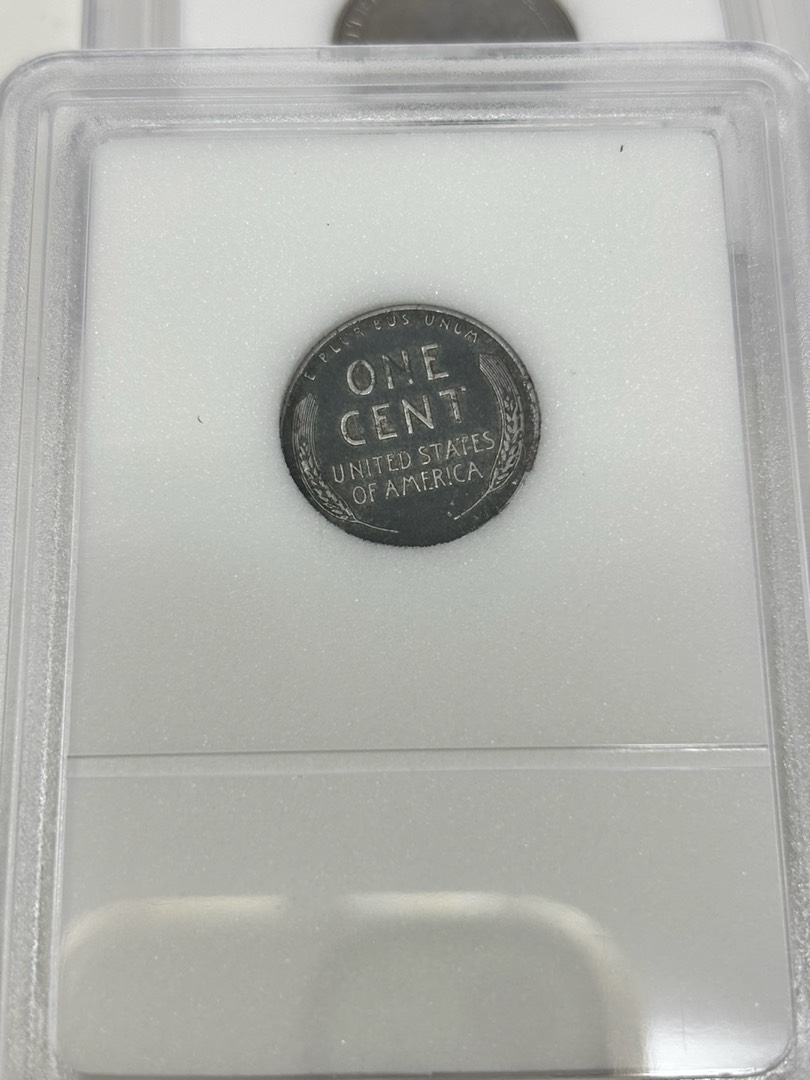 E PLURIBUS UNUM
ONE
CENT
UNITED STATES
OF AMERICA